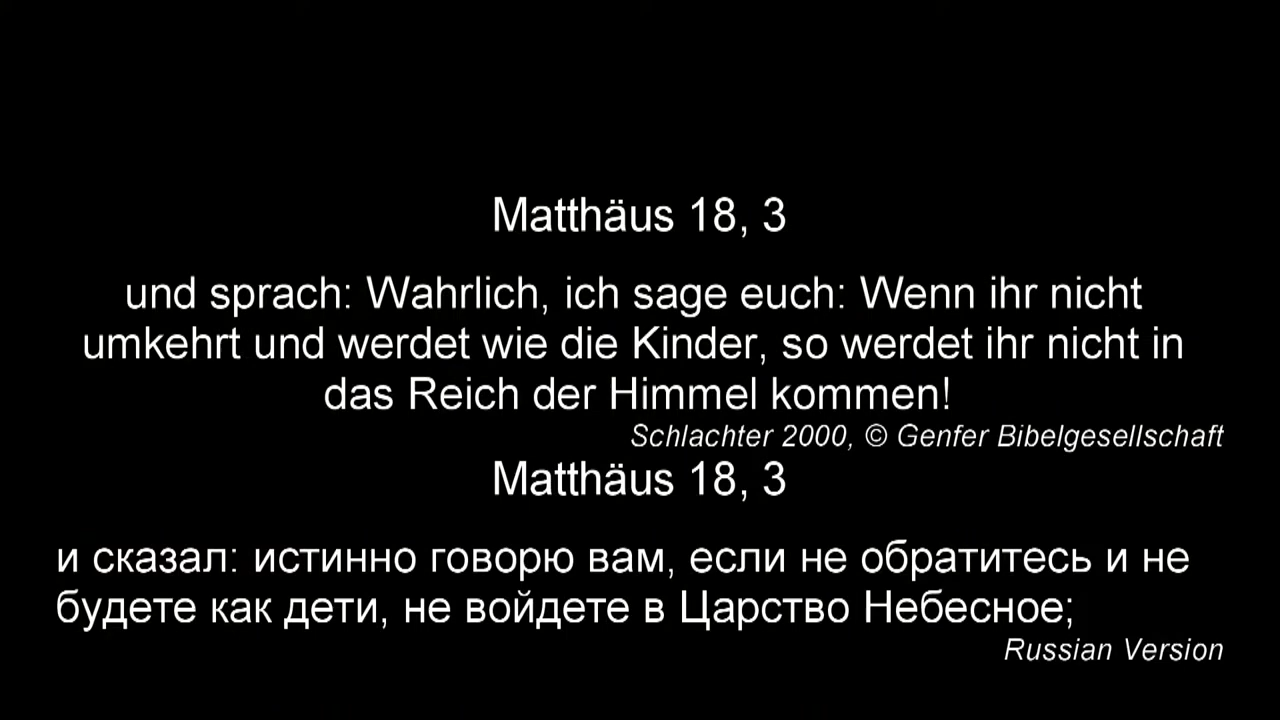 Matthäus 18, 3
und sprach: Wahrlich, ich sage euch: Wenn ihr nicht
umkehrt und werdet wie die Kinder, so werdet ihr nicht in
das Reich der Himmel kommen!
Schlachter 2000, © Genfer Bibelgesellschaft
Matthäus 18, 3
и сказал: истинно говорю вам, если не обратитесь и не
будете как дети, не войдете в Царство Небесное;
Russian Version